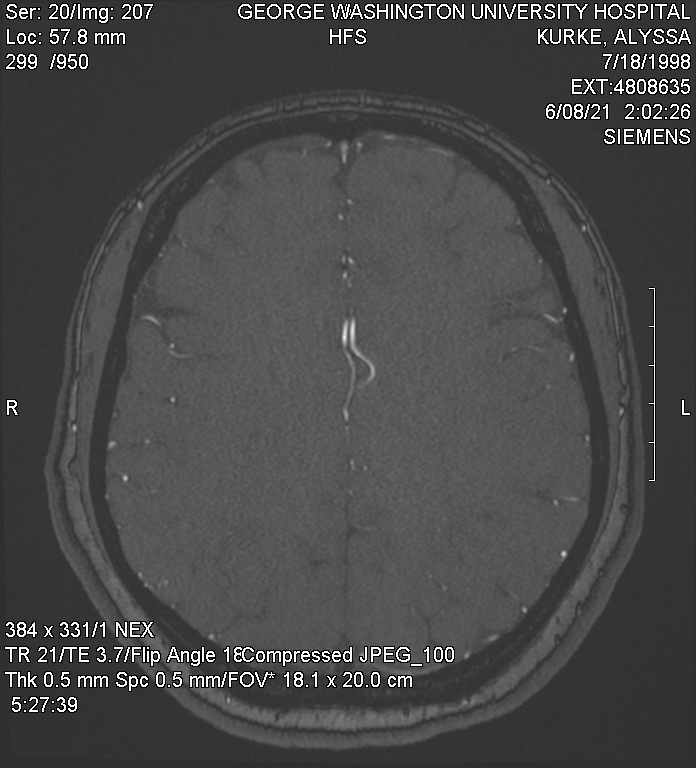 Ser: 20/Img: 207
Loc: 57.8 mm
299 /950
HFS
GEORGE WASHINGTON UNIVERSITY HOSPITAL
KURKE, ALYSSA
7/18/1998
EXT:4808635
6/08/21 2:02:26
SIEMENS
R
L
384 x 331/1 NEX
TR 21/TE 3.7/Flip Angle 18Compressed JPEG_100
Thk 0.5 mm Spc 0.5 mm/FOV* 18.1 x 20.0 cm
5:27:39